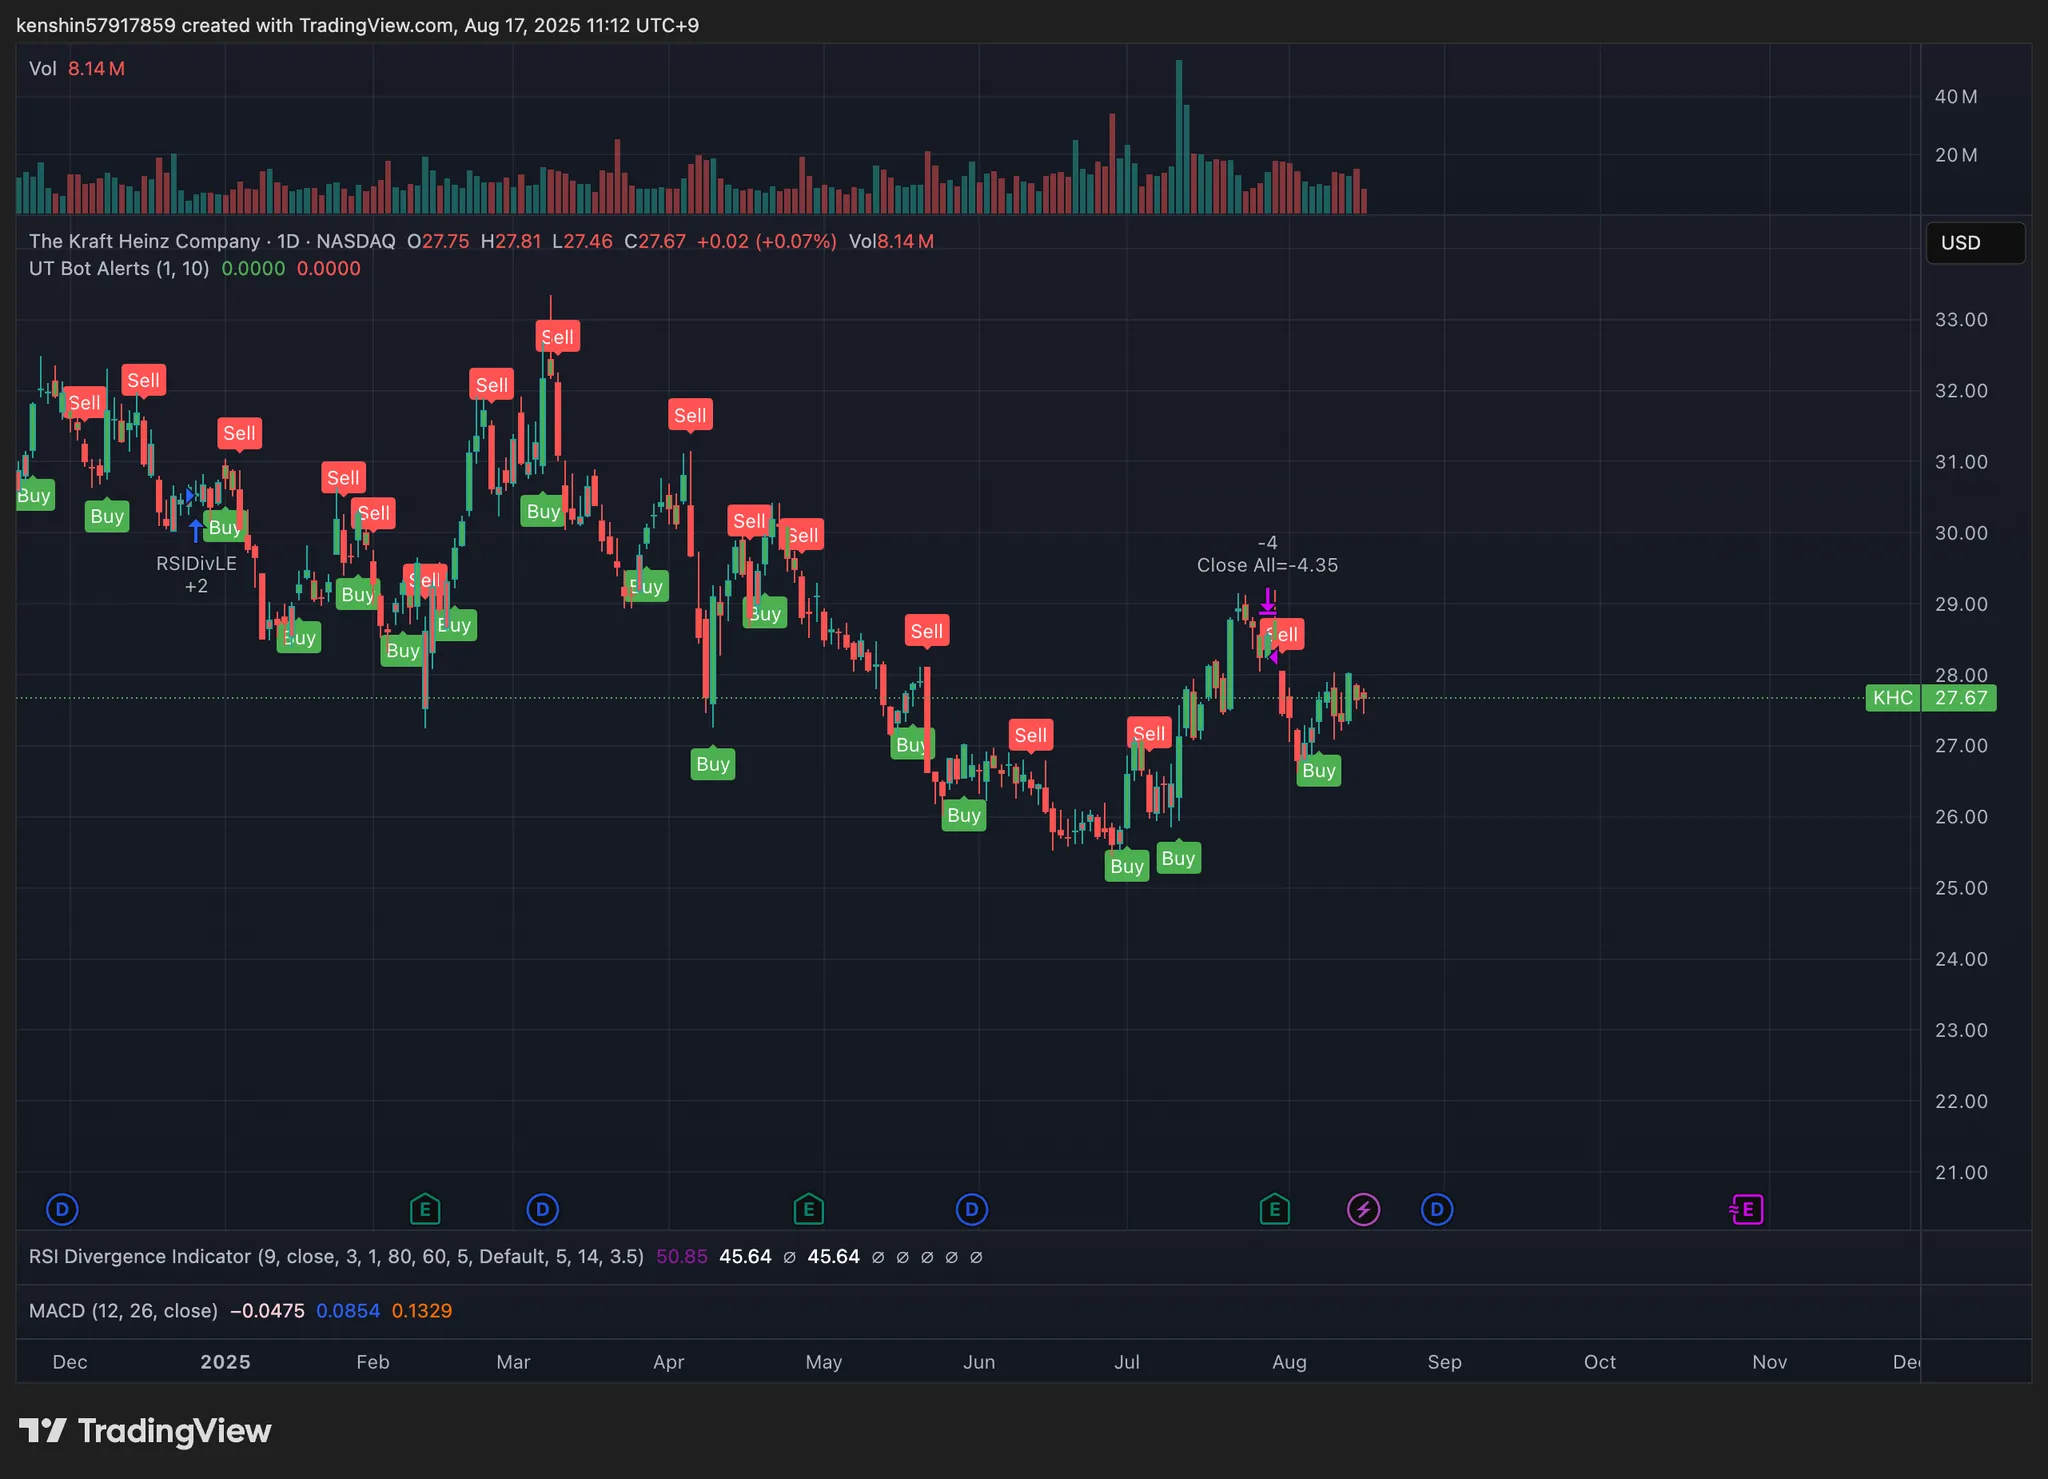 kenshin57917859 created with TradingView.com, Aug 17, 2025 11:12 UTC+9
Vol 8.14 M
40 M
20 M
The Kraft Heinz Company · 1D · NASDAQ O27.75 H27.81 L27.46 C27.67 +0.02 (+0.07%) Vol8.14 M
USD
UT Bot Alerts (1, 10) 0.0000 0.0000
33.00
Sell
Sell
Sell
Sell
32.00
Sell
Sell
Sell
31.00
Sell
Buy
Buy
Sell
Buy
Sell
Buy
Sell
30.00
-4
RSIDivLE
Close All=-4.35
+2
Sell
Buy
Buy
29.00
Buy
Buy
Sell
Sell
Buy
Buy
28.00
KHC 27.67
Sell
Sell
Buy
27.00
Buy
Buy
Buy
26.00
Buy
Buy
25.00
24.00
23.00
22.00
21.00
D E D E D E D E
RSI Divergence Indicator (9, close, 3, 1, 80, 60, 5, Default, 5, 14, 3.5) 50.85 45.64 ∅ 45.64 ∅ ∅ ∅ ∅ ∅
MACD (12, 26, close) −0.0475 0.0854 0.1329
Dec 2025 Feb Mar Apr May Jun Jul Aug Sep Oct Nov
TradingView